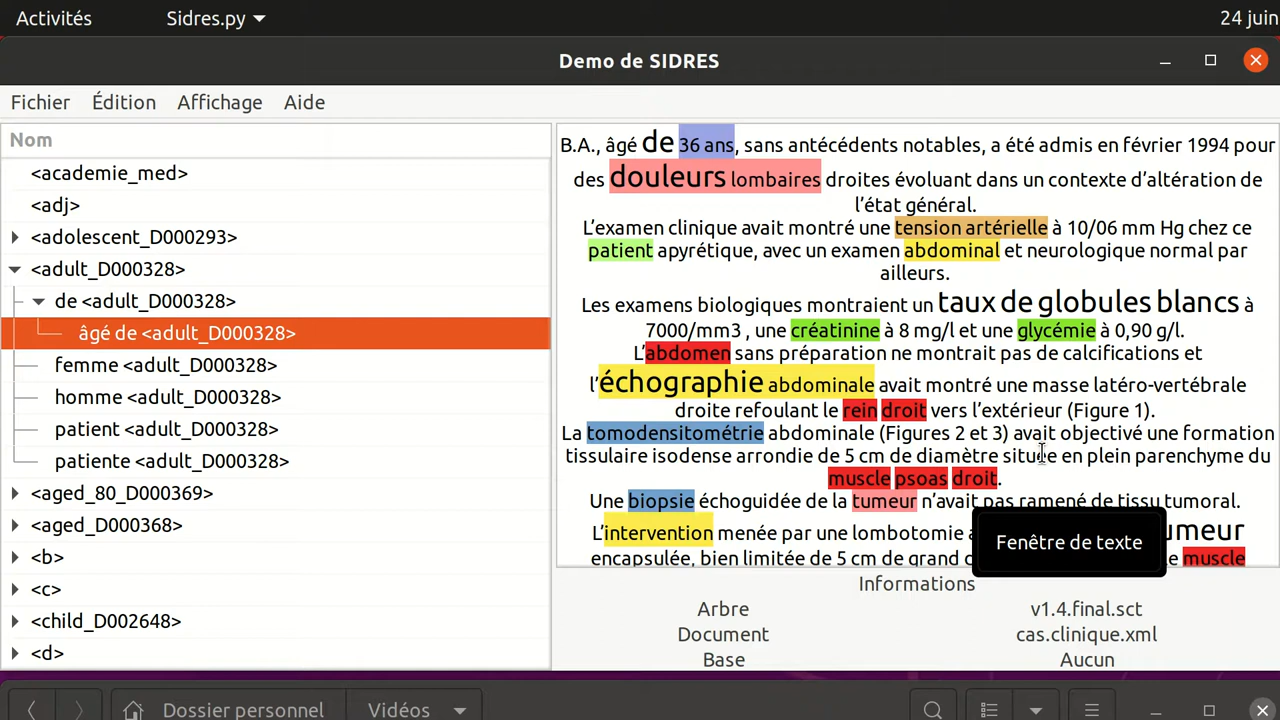 Activités
Sidres.py
24 juin
Demo de SIDRES
Fichier
Édition
Affichage
Aide
Nom
<academie_med>
<adj>
<adolescent_D000293>
<adult_D000328>
de <adult_D000328>
âgé de <adult_D000328>
femme <adult_D000328>
homme <adult_D000328>
patient <adult_D000328>
patiente <adult_D000328>
<aged_80_D000369>
<aged_D000368>
<b>
<c>
<child_D002648>
<d>
B.A., âgé de 36 ans, sans antécédents notables, a été admis en février 1994 pour
des douleurs lombaires droites évoluant dans un contexte d’altération de
l’état général.
L’examen clinique avait montré une tension artérielle à 10/06 mm Hg chez ce
patient apyrétique, avec un examen abdominal et neurologique normal par
ailleurs.
Les examens biologiques montraient un taux de globules blancs à
7000/mm3 , une créatinine à 8 mg/l et une glycémie à 0,90 g/l.
L’abdomen sans préparation ne montrait pas de calcifications et
l’échographie abdominale avait montré une masse latéro-vertébrale
droite refoulant le rein droit vers l’extérieur (Figure 1).
La tomodensitométrie abdominale (Figures 2 et 3) avait objectivé une formation
tissulaire isodense arrondie de 5 cm de diamètre située en plein parenchyme du
muscle psoas droit.
Une biopsie échoguidée de la tumeur n’avait pas ramené de tissu tumoral.
L’intervention menée par une lombotomie
encapsulée, bien limitée de 5 cm de grand muscle
Fenêtre de texte
Informations
Arbre v1.4.final.sct
Document cas.clinique.xml
Base Aucun
Dossier personnel
Vidéos